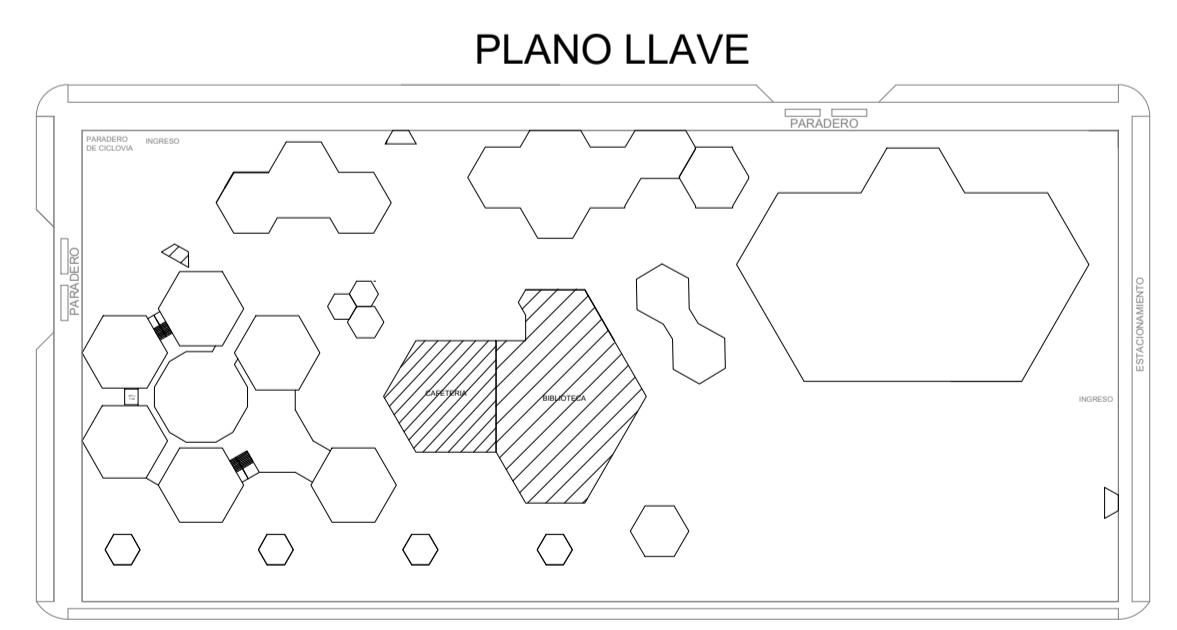 PLANO LLAVE
PARADERO
PARADERO
DE CICLOVIA
INGRESO
PARADERO
ESTACIONAMIENTO
CAFETERIA
BIBLIOTECA
INGRESO